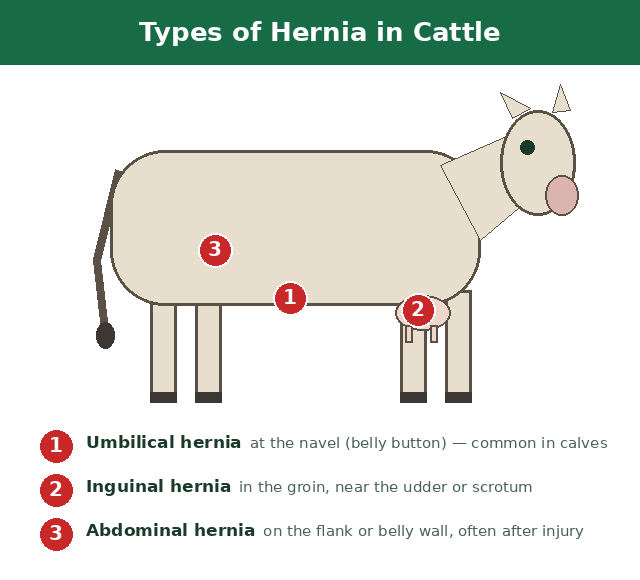 Types of Hernia in Cattle
3
1
2
1 Umbilical hernia at the navel (belly button) — common in calves
2 Inguinal hernia in the groin, near the udder or scrotum
3 Abdominal hernia on the flank or belly wall, often after injury